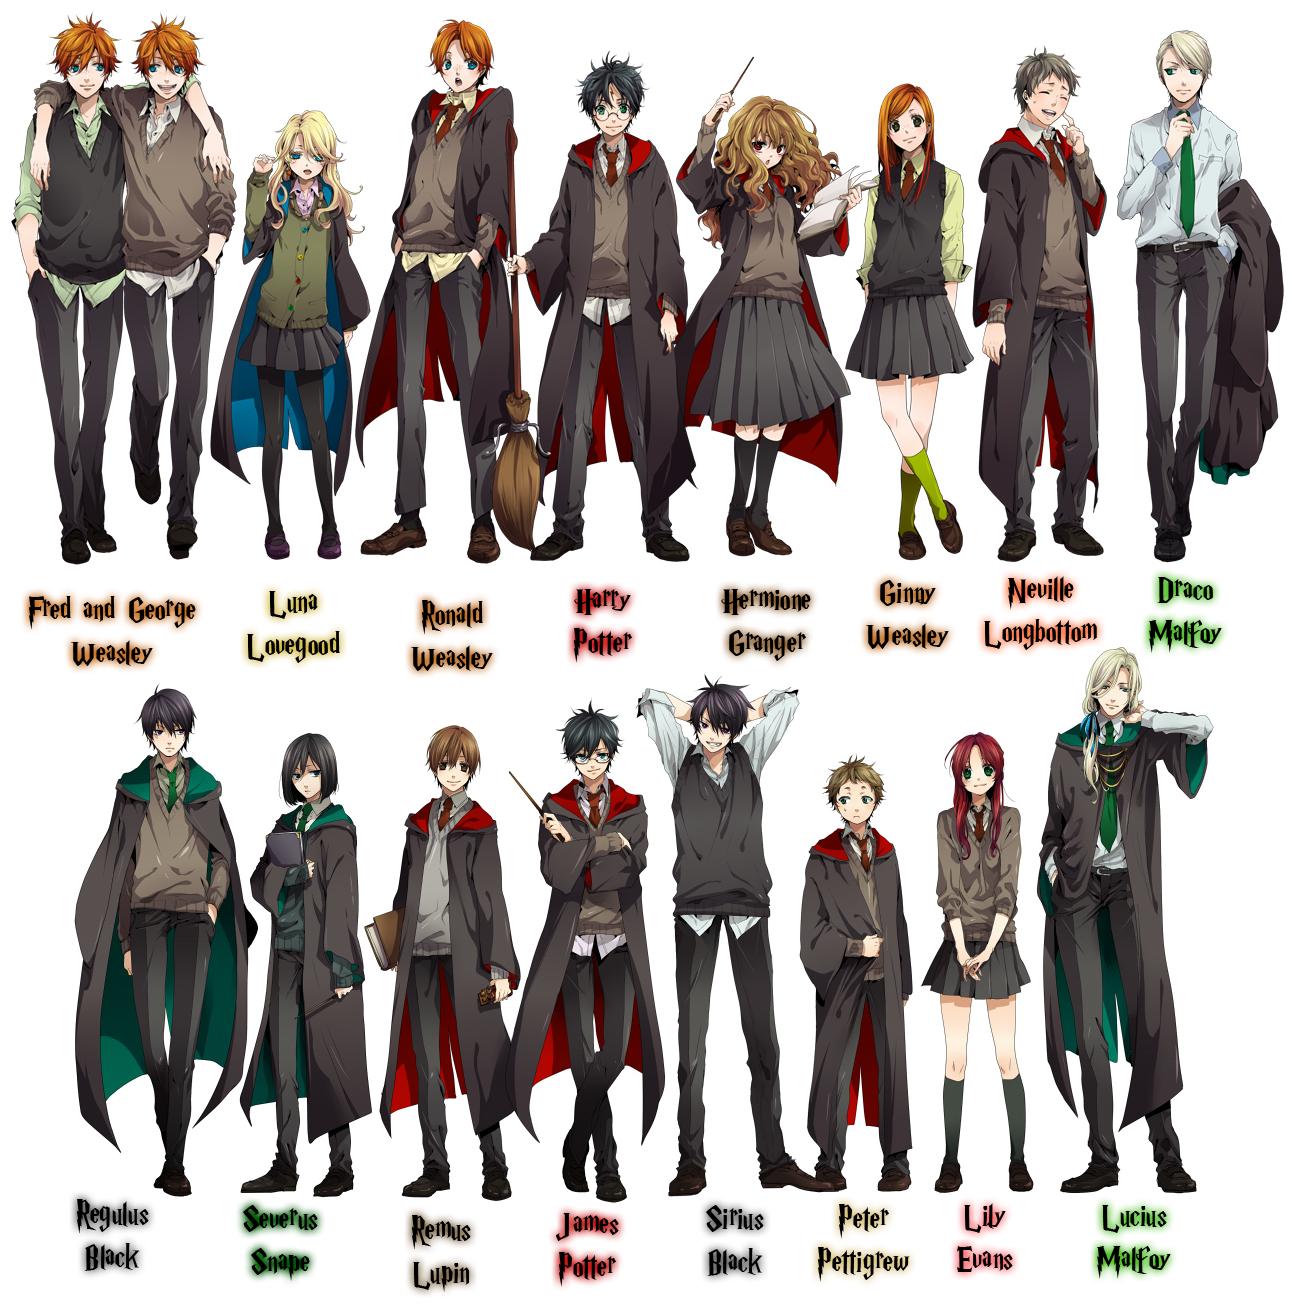 Fred and George
Weasley
Luna
Lovegood
Ronald
Weasley
Harry
Potter
Hermione
Granger
Ginny
Weasley
Neville
Longbottom
Draco
Malfoy
Regulus
Black
Severus
Snape
Remus
Lupin
James
Potter
Sirius
Black
Peter
Pettigrew
Lily
Evans
Lucius
Malfoy